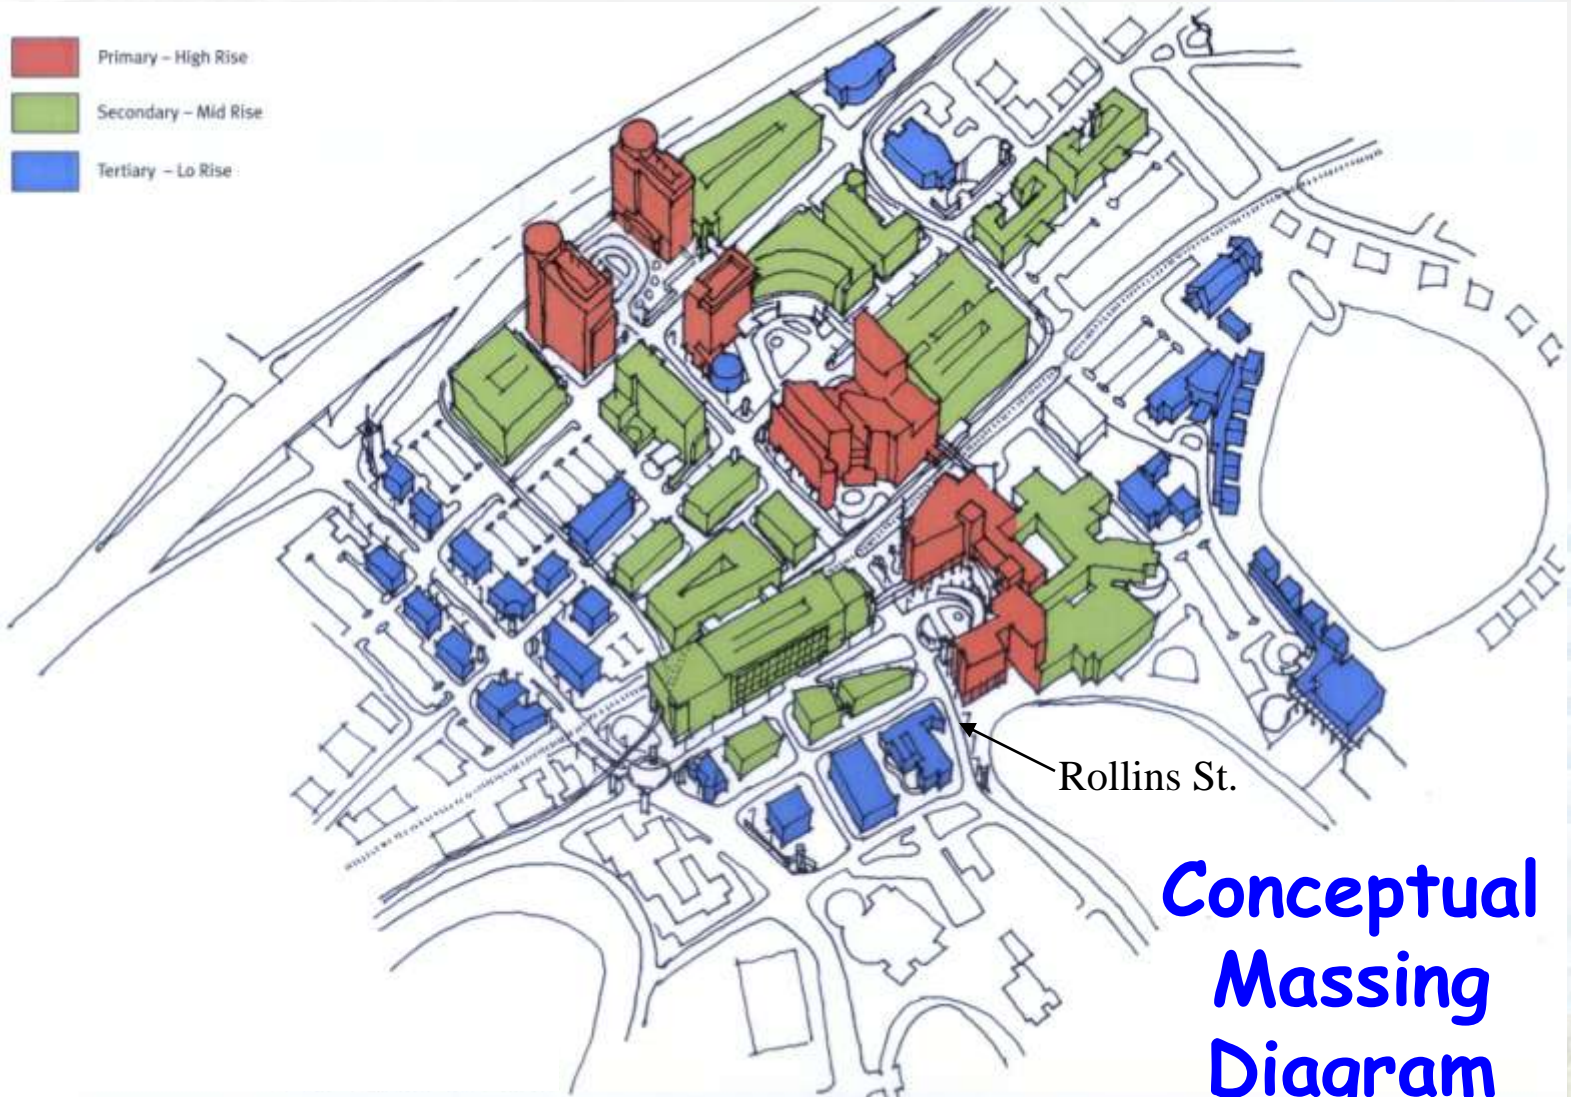 Primary – High Rise
Secondary – Mid Rise
Tertiary – Lo Rise
Rollins St.
Conceptual
Massing
Diagram